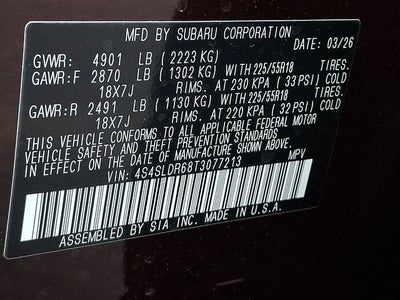 MFD BY SUBARU CORPORATION
DATE: 03/26
GVWR: 4901 LB (2223 KG)
GAWR:F 2870 LB (1302 KG) WITH 225/55R18 TIRES.
18X7J RIMS. AT 230 KPA (33 PSI) COLD
GAWR:R 2491 LB (1130 KG) WITH 225/55R18 TIRES.
18X7J RIMS. AT 220 KPA (32 PSI) COLD
THIS VEHICLE CONFORMS TO ALL APPLICABLE FEDERAL MOTOR
VEHICLE SAFETY AND THEFT PREVENTION STANDARDS
IN EFFECT ON THE DATE OF MANUFACTURE SHOWN ABOVE.
VIN: 4S4SLDR68T3077213 MPV
ASSEMBLED BY SIA INC. MADE IN U.S.A.